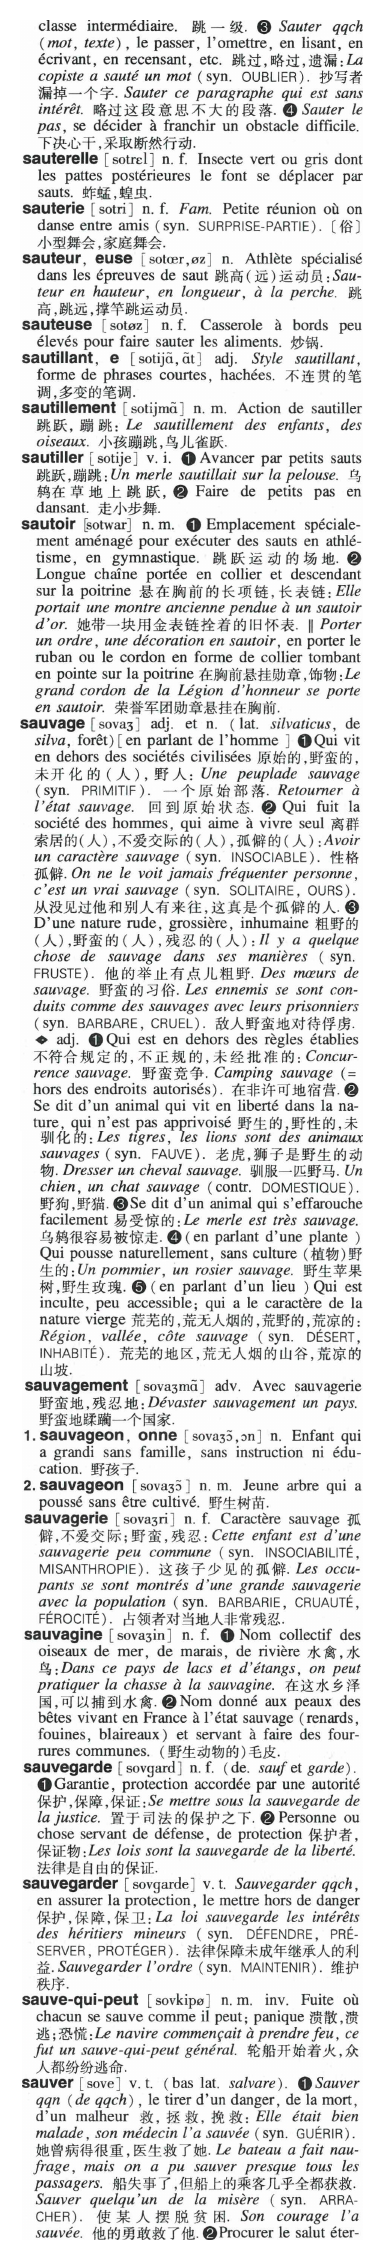 classe intermédiaire. 跳一级. ❸ Sauter qqch
(mot, texte), le passer, l'omettre, en lisant, en
écrivant, en recensant, etc. 跳过,略过,遗漏:La
copiste a sauté un mot (syn. OUBLIER). 抄写者
漏掉一个字. Sauter ce paragraphe qui est sans
intérêt. 略过这段意思不大的段落. ❹ Sauter le
pas, se décider à franchir un obstacle difficile.
下决心干,采取断然行动.
sauterelle [sotrɛl] n. f. Insecte vert ou gris dont
les pattes postérieures le font se déplacer par
sauts. 蚱蜢,蝗虫.
sauterie [sotri] n. f. Fam. Petite réunion où on
danse entre amis (syn. SURPRISE-PARTIE). 〔俗〕
小型舞会,家庭舞会.
sauteur, euse [sotœr,øz] n. Athlète spécialisé
dans les épreuves de saut 跳高(远)运动员:Sau-
teur en hauteur, en longueur, à la perche. 跳
高,跳远,撑竿跳运动员.
sauteuse [sotøz] n. f. Casserole à bords peu
élevés pour faire sauter les aliments. 炒锅.
sautillant, e [sotijɑ̃,ɑ̃t] adj. Style sautillant,
forme de phrases courtes, hachées. 不连贯的笔
调,多变的笔调.
sautillement [sotijmɑ̃] n. m. Action de sautiller
跳跃,蹦跳:Le sautillement des enfants, des
oiseaux. 小孩蹦跳,鸟儿雀跃.
sautiller [sotije] v. i. ❶ Avancer par petits sauts
跳跃,蹦跳:Un merle sautillait sur la pelouse. 乌
鸫在草地上跳跃, ❷ Faire de petits pas en
dansant. 走小步舞.
sautoir [sotwar] n. m. ❶ Emplacement spéciale-
ment aménagé pour exécuter des sauts en athlé-
tisme, en gymnastique. 跳跃运动的场地. ❷
Longue chaîne portée en collier et descendant
sur la poitrine 悬在胸前的长项链,长表链:Elle
portait une montre ancienne pendue à un sautoir
d'or. 她带一块用金表链拴着的旧怀表. ‖ Porter
un ordre, une décoration en sautoir, en porter le
ruban ou le cordon en forme de collier tombant
en pointe sur la poitrine 在胸前悬挂勋章,饰物:Le
grand cordon de la Légion d'honneur se porte
en sautoir. 荣誉军团勋章悬挂在胸前.
sauvage [sovaʒ] adj. et n. (lat. silvaticus, de
silva, forêt)[en parlant de l'homme ] ❶Qui vit
en dehors des sociétés civilisées 原始的,野蛮的,
未开化的(人),野人: Une peuplade sauvage
(syn. PRIMITIF). 一个原始部落. Retourner à
l'état sauvage. 回到原始状态. ❷ Qui fuit la
société des hommes, qui aime à vivre seul 离群
索居的(人),不爱交际的(人),孤僻的(人):Avoir
un caractère sauvage (syn. INSOCIABLE). 性格
孤僻. On ne le voit jamais fréquenter personne,
c'est un vrai sauvage (syn. SOLITAIRE, OURS).
从没见过他和别人有来往,这真是个孤僻的人. ❸
D'une nature rude, grossière, inhumaine 粗野的
(人),野蛮的(人),残忍的(人):Il y a quelque
chose de sauvage dans ses manières (syn.
FRUSTE). 他的举止有点儿粗野. Des mœurs de
sauvage. 野蛮的习俗. Les ennemis se sont con-
duits comme des sauvages avec leurs prisonniers
(syn. BARBARE, CRUEL). 敌人野蛮地对待俘虏.
◆ adj. ❶Qui est en dehors des règles établies
不符合规定的,不正规的,未经批准的:Concur-
rence sauvage. 野蛮竞争. Camping sauvage (=
hors des endroits autorisés). 在非许可地宿营. ❷
Se dit d'un animal qui vit en liberté dans la na-
ture, qui n'est pas apprivoisé 野生的,野性的,未
驯化的:Les tigres, les lions sont des animaux
sauvages (syn. FAUVE). 老虎,狮子是野生的动
物. Dresser un cheval sauvage. 驯服一匹野马. Un
chien, un chat sauvage (contr. DOMESTIQUE).
野狗,野猫. ❸Se dit d'un animal qui s'effarouche
facilement 易受惊的:Le merle est très sauvage.
乌鸫很容易被惊走. ❹(en parlant d'une plante )
Qui pousse naturellement, sans culture (植物)野
生的:Un pommier, un rosier sauvage. 野生苹果
树,野生玫瑰. ❺(en parlant d'un lieu ) Qui est
inculte, peu accessible; qui a le caractère de la
nature vierge 荒芜的,荒无人烟的,荒野的,荒凉的:
Région, vallée, côte sauvage (syn. DÉSERT,
INHABITÉ). 荒芜的地区,荒无人烟的山谷,荒凉的
山坡.
sauvagement [sovaʒmɑ̃] adv. Avec sauvagerie
野蛮地,残忍地:Dévaster sauvagement un pays.
野蛮地蹂躏一个国家.
1. sauvageon, onne [sovaʒɔ̃,ɔn] n. Enfant qui
a grandi sans famille, sans instruction ni édu-
cation. 野孩子.
2. sauvageon [sovaʒɔ̃] n. m. Jeune arbre qui a
poussé sans être cultivé. 野生树苗.
sauvagerie [sovaʒri] n. f. Caractère sauvage 孤
僻,不爱交际;野蛮,残忍:Cette enfant est d'une
sauvagerie peu commune (syn. INSOCIABILITÉ,
MISANTHROPIE). 这孩子少见的孤僻. Les occu-
pants se sont montrés d'une grande sauvagerie
avec la population (syn. BARBARIE, CRUAUTÉ,
FÉROCITÉ). 占领者对当地人非常残忍.
sauvagine [sovaʒin] n. f. ❶ Nom collectif des
oiseaux de mer, de marais, de rivière 水禽,水
鸟:Dans ce pays de lacs et d'étangs, on peut
pratiquer la chasse à la sauvagine. 在这水乡泽
国,可以捕到水禽. ❷Nom donné aux peaux des
bêtes vivant en France à l'état sauvage (renards,
fouines, blaireaux) et servant à faire des four-
rures communes. (野生动物的)毛皮.
sauvegarde [sovgard] n. f. (de. sauf et garde).
❶Garantie, protection accordée par une autorité
保护,保障,保证:Se mettre sous la sauvegarde de
la justice. 置于司法的保护之下. ❷ Personne ou
chose servant de défense, de protection 保护者,
保证物:Les lois sont la sauvegarde de la liberté.
法律是自由的保证.
sauvegarder [sovgarde] v. t. Sauvegarder qqch,
en assurer la protection, le mettre hors de danger
保护,保障,保卫:La loi sauvegarde les intérêts
des héritiers mineurs (syn. DÉFENDRE, PRÉ-
SERVER, PROTÉGER). 法律保障未成年继承人的利
益. Sauvegarder l'ordre (syn. MAINTENIR). 维护
秩序.
sauve-qui-peut [sovkipø] n. m. inv. Fuite où
chacun se sauve comme il peut; panique 溃散,溃
逃;恐慌:Le navire commençait à prendre feu, ce
fut un sauve-qui-peut général. 轮船开始着火,众
人都纷纷逃命.
sauver [sove] v. t. (bas lat. salvare). ❶Sauver
qqn (de qqch), le tirer d'un danger, de la mort,
d'un malheur 救,拯救,挽救: Elle était bien
malade, son médecin l'a sauvée (syn. GUÉRIR).
她曾病得很重,医生救了她. Le bateau a fait nau-
frage, mais on a pu sauver presque tous les
passagers. 船失事了,但船上的乘客几乎全都获救.
Sauver quelqu'un de la misère (syn. ARRA-
CHER). 使某人摆脱贫困. Son courage l'a
sauvée. 他的勇敢救了他. ❷Procurer le salut éter-